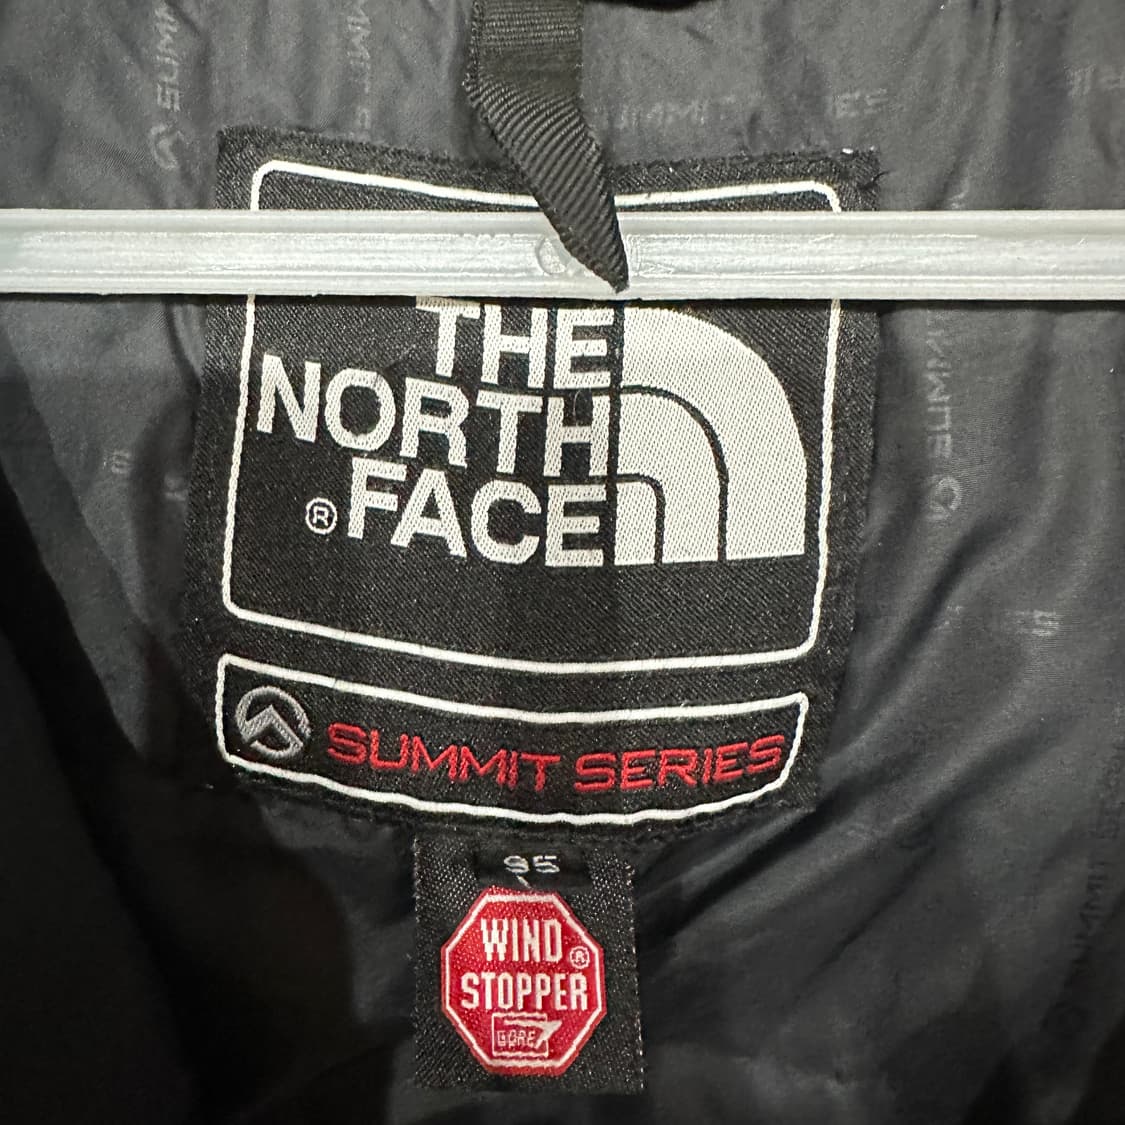 THE
NORTH
FACE
®
SUMMIT SERIES
95
WIND
STOPPER
®
GORE